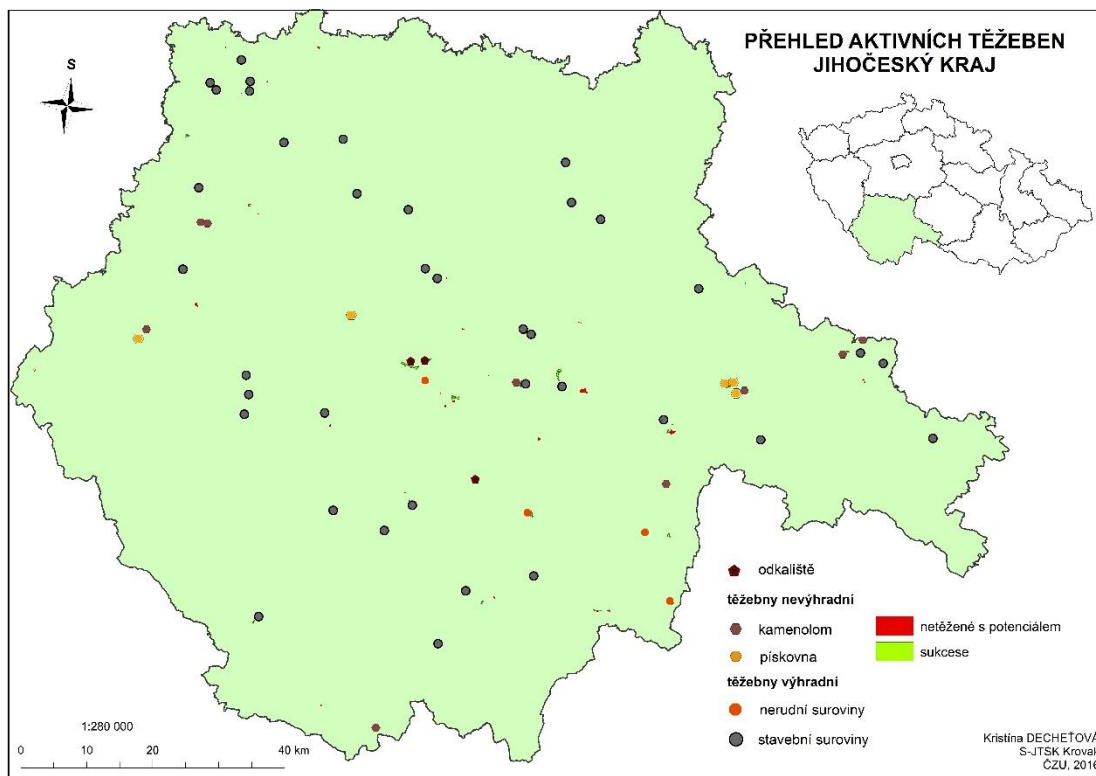 PŘEHLED AKTIVNÍCH TĚŽEBEN
JIHOČESKÝ KRAJ
S
odkaliště
těžebny nevýhradní
kamenolom
pískovna
těžebny výhradní
nerudní suroviny
stavební suroviny
netěžené s potenciálem
sukcese
1:280 000
0 10 20 40 km
Kristína DECHEŤOVÁ
S-JTSK Krovak
ČZU, 2016